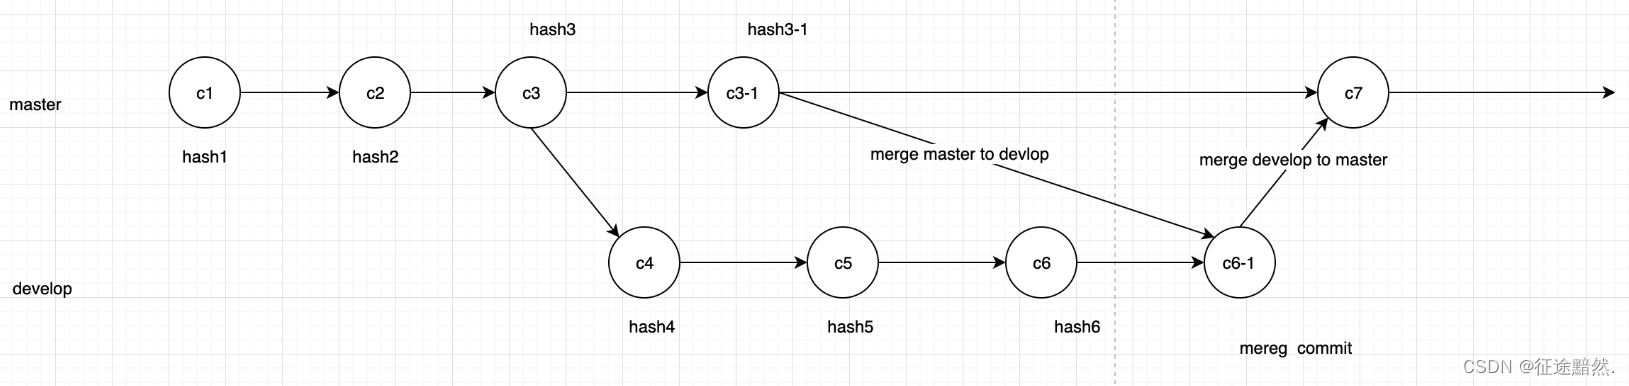 hash3
hash3-1
master
c1
c2
c3
c3-1
c7
hash1
hash2
merge master to devlop
merge develop to master
develop
c4
c5
c6
c6-1
hash4
hash5
hash6
mereg commit
CSDN @征途黯然.